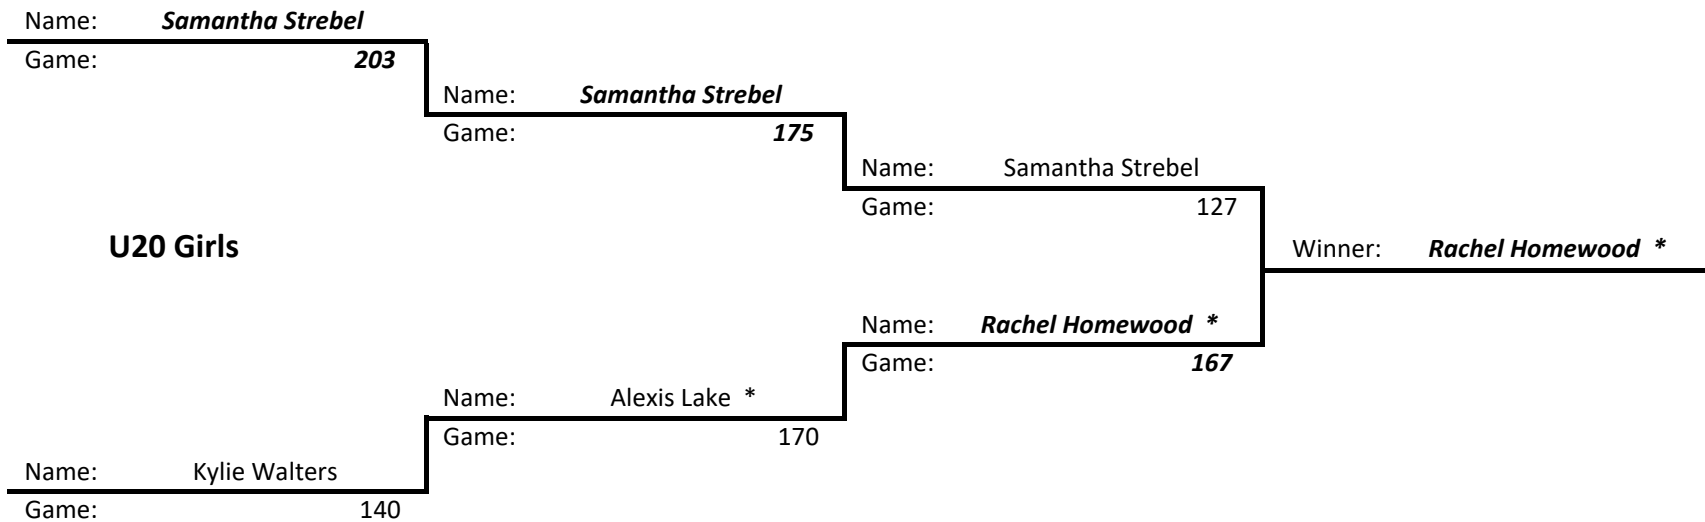 Name: Samantha Strebel
Game: 203
Name: Samantha Strebel
Game: 175
Name: Samantha Strebel
Game: 127
U20 Girls
Winner: Rachel Homewood *
Name: Rachel Homewood *
Game: 167
Name: Alexis Lake *
Game: 170
Name: Kylie Walters
Game: 140